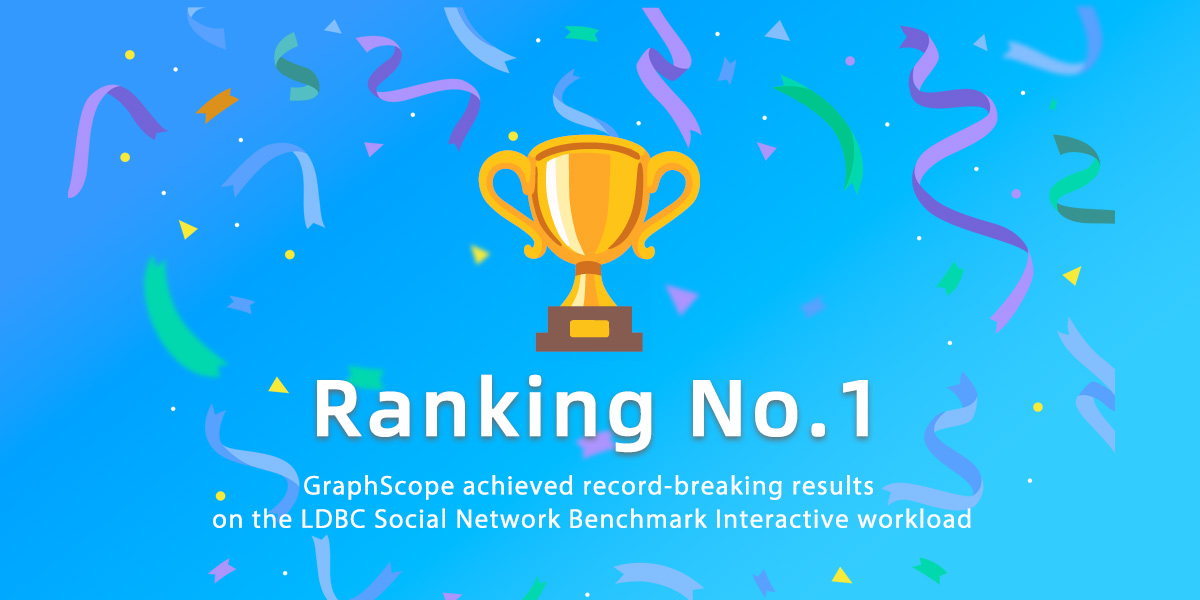 Ranking No.1
GraphScope achieved record-breaking results
on the LDBC Social Network Benchmark Interactive workload